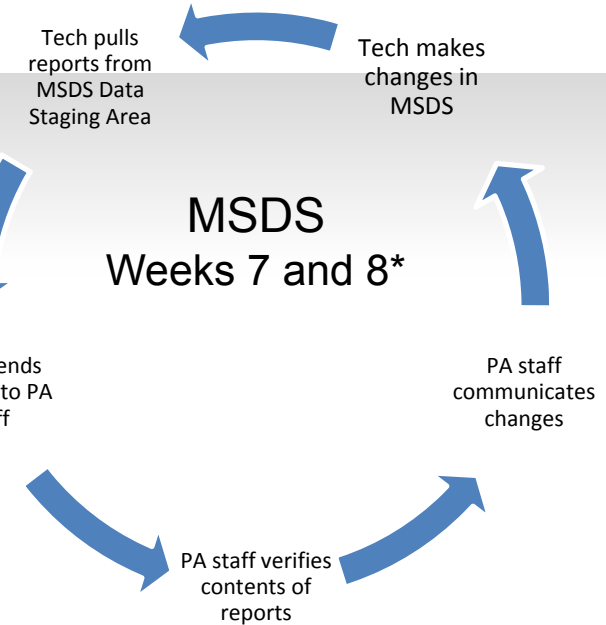 Tech pulls
reports from
MSDS Data
Staging Area
Tech makes
changes in
MSDS
MSDS
Weeks 7 and 8*
to PA
PA staff
communicates
changes
PA staff verifies
contents of
reports